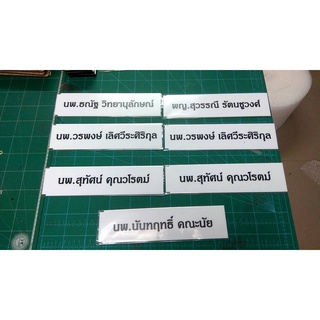 นพ.ธณัฐ วิทยานุลักษณ์
พญ.สุวรรณี รัตนชูวงศ์
นพ.วรพงษ์ เลิศวีระศิริกุล
นพ.วรพงษ์ เลิศวีระศิริกุล
นพ.สุทัศน์ คุณวโรตม์
นพ.สุทัศน์ คุณวโรตม์
นพ.นันทฤทธิ์ คณะนัย